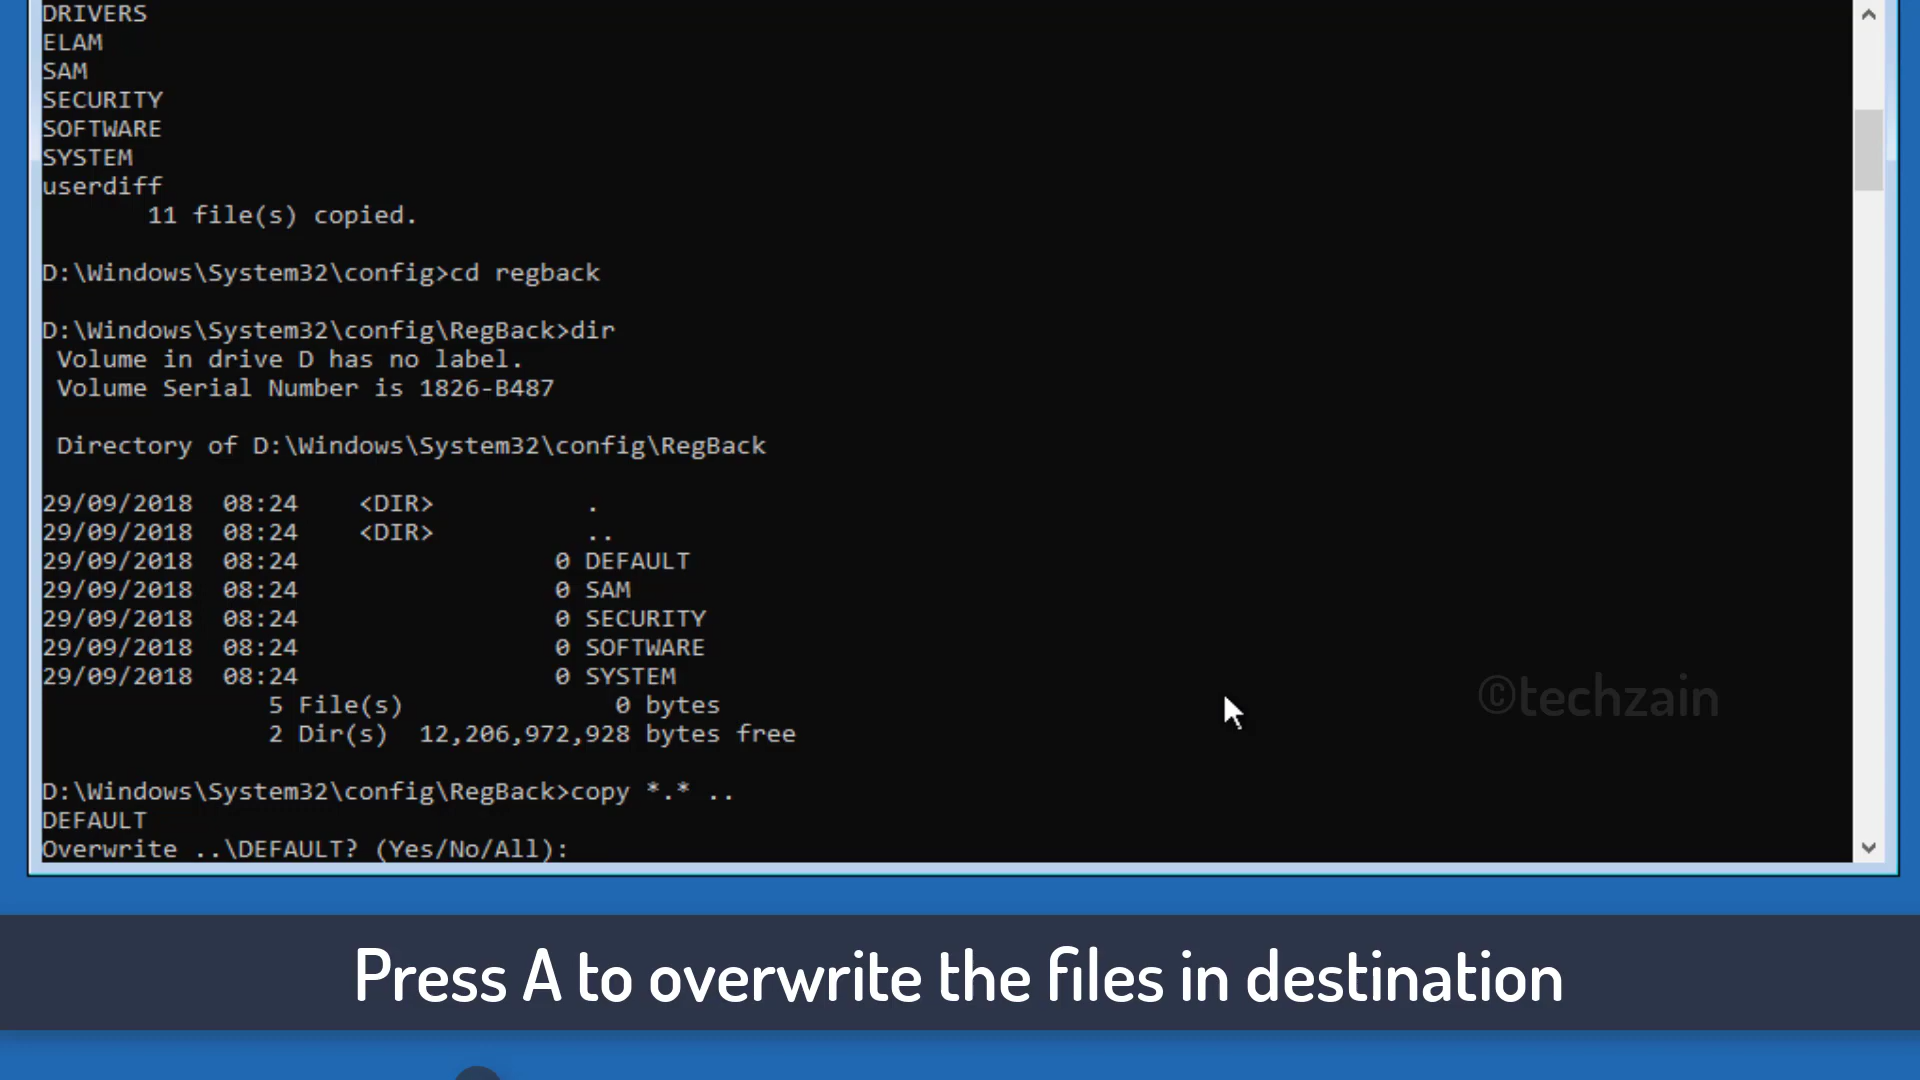 DRIVERS
ELAM
SAM
SECURITY
SOFTWARE
SYSTEM
userdiff
11 file(s) copied.
D:\Windows\System32\config>cd regback
D:\Windows\System32\config\RegBack>dir
Volume in drive D has no label.
Volume Serial Number is 1826-B487
Directory of D:\Windows\System32\config\RegBack
29/09/2018 08:24 <DIR> .
29/09/2018 08:24 <DIR> ..
29/09/2018 08:24 0 DEFAULT
29/09/2018 08:24 0 SAM
29/09/2018 08:24 0 SECURITY
29/09/2018 08:24 0 SOFTWARE
29/09/2018 08:24 0 SYSTEM
5 File(s) 0 bytes
2 Dir(s) 12,206,972,928 bytes free
©techzain
D:\Windows\System32\config\RegBack>copy *.* ..
DEFAULT
Overwrite ..\DEFAULT? (Yes/No/All):
Press A to overwrite the files in destination